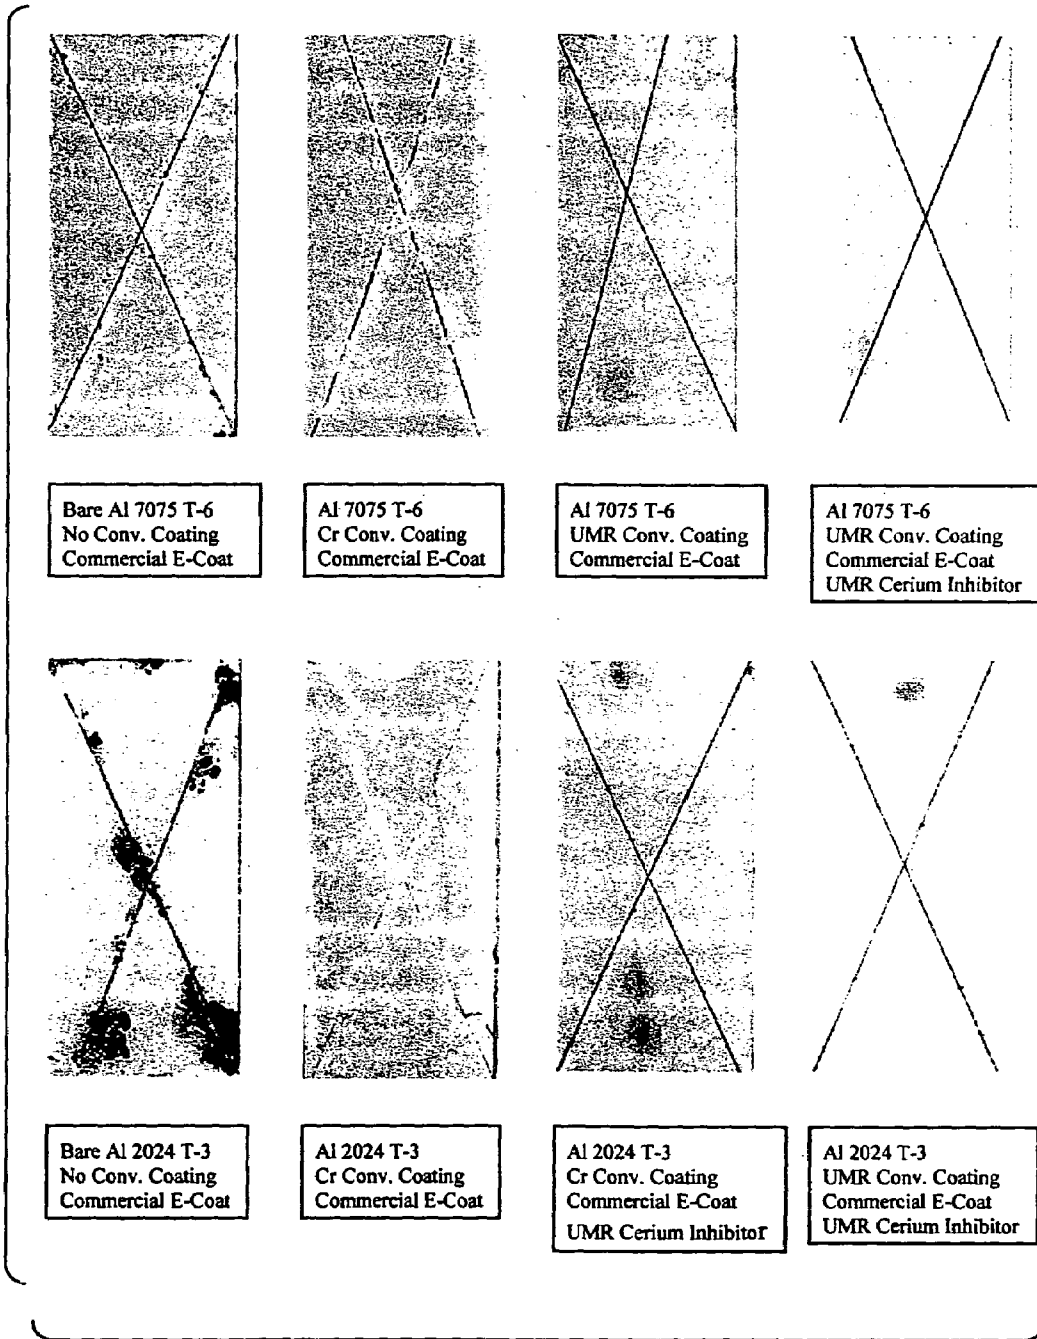 Bare Al 7075 T-6
No Conv. Coating
Commercial E-Coat
Al 7075 T-6
Cr Conv. Coating
Commercial E-Coat
Al 7075 T-6
UMR Conv. Coating
Commercial E-Coat
Al 7075 T-6
UMR Conv. Coating
Commercial E-Coat
UMR Cerium Inhibitor
Bare Al 2024 T-3
No Conv. Coating
Commercial E-Coat
Al 2024 T-3
Cr Conv. Coating
Commercial E-Coat
Al 2024 T-3
Cr Conv. Coating
Commercial E-Coat
UMR Cerium Inhibitor
Al 2024 T-3
UMR Conv. Coating
Commercial E-Coat
UMR Cerium Inhibitor